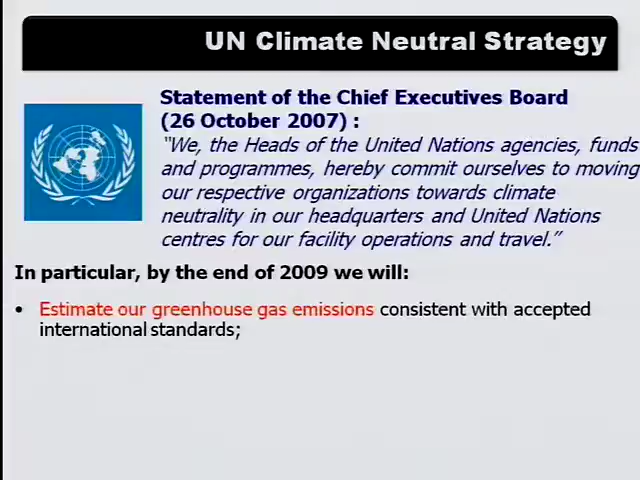 UN Climate Neutral Strategy
Statement of the Chief Executives Board
(26 October 2007) :
“We, the Heads of the United Nations agencies, funds
and programmes, hereby commit ourselves to moving
our respective organizations towards climate
neutrality in our headquarters and United Nations
centres for our facility operations and travel.”
In particular, by the end of 2009 we will:
• Estimate our greenhouse gas emissions consistent with accepted
international standards;